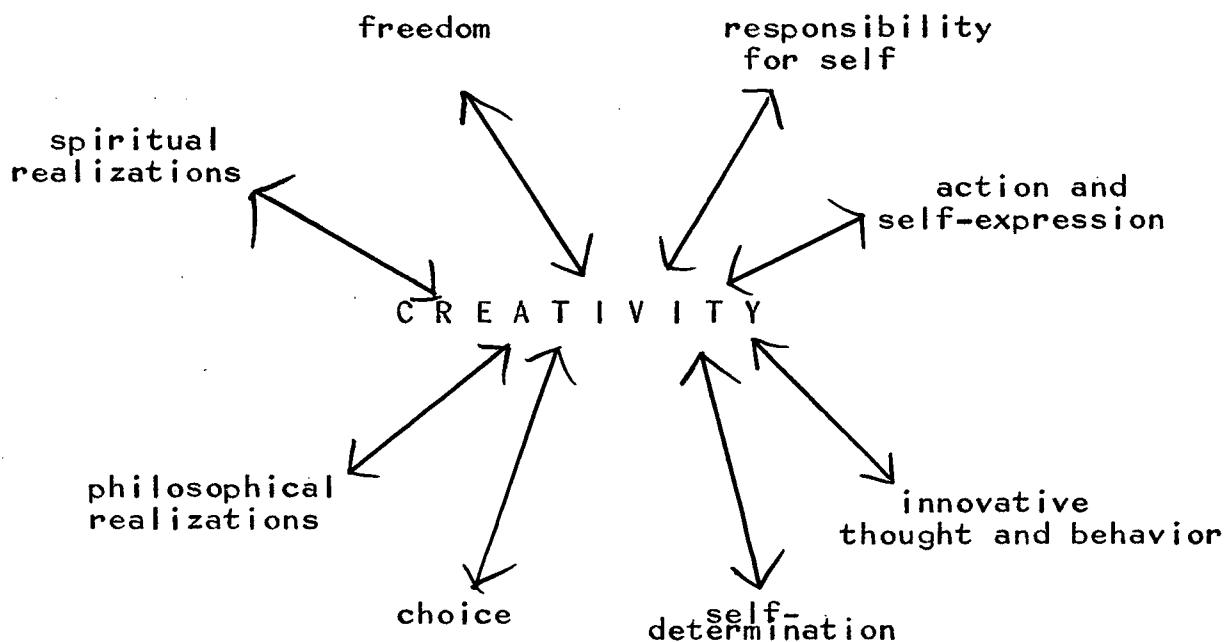 freedom
responsibility
for self
spiritual
realizations
action and
self-expression
CREATIVITY
philosophical
realizations
innovative
thought and behavior
choice
self-
determination